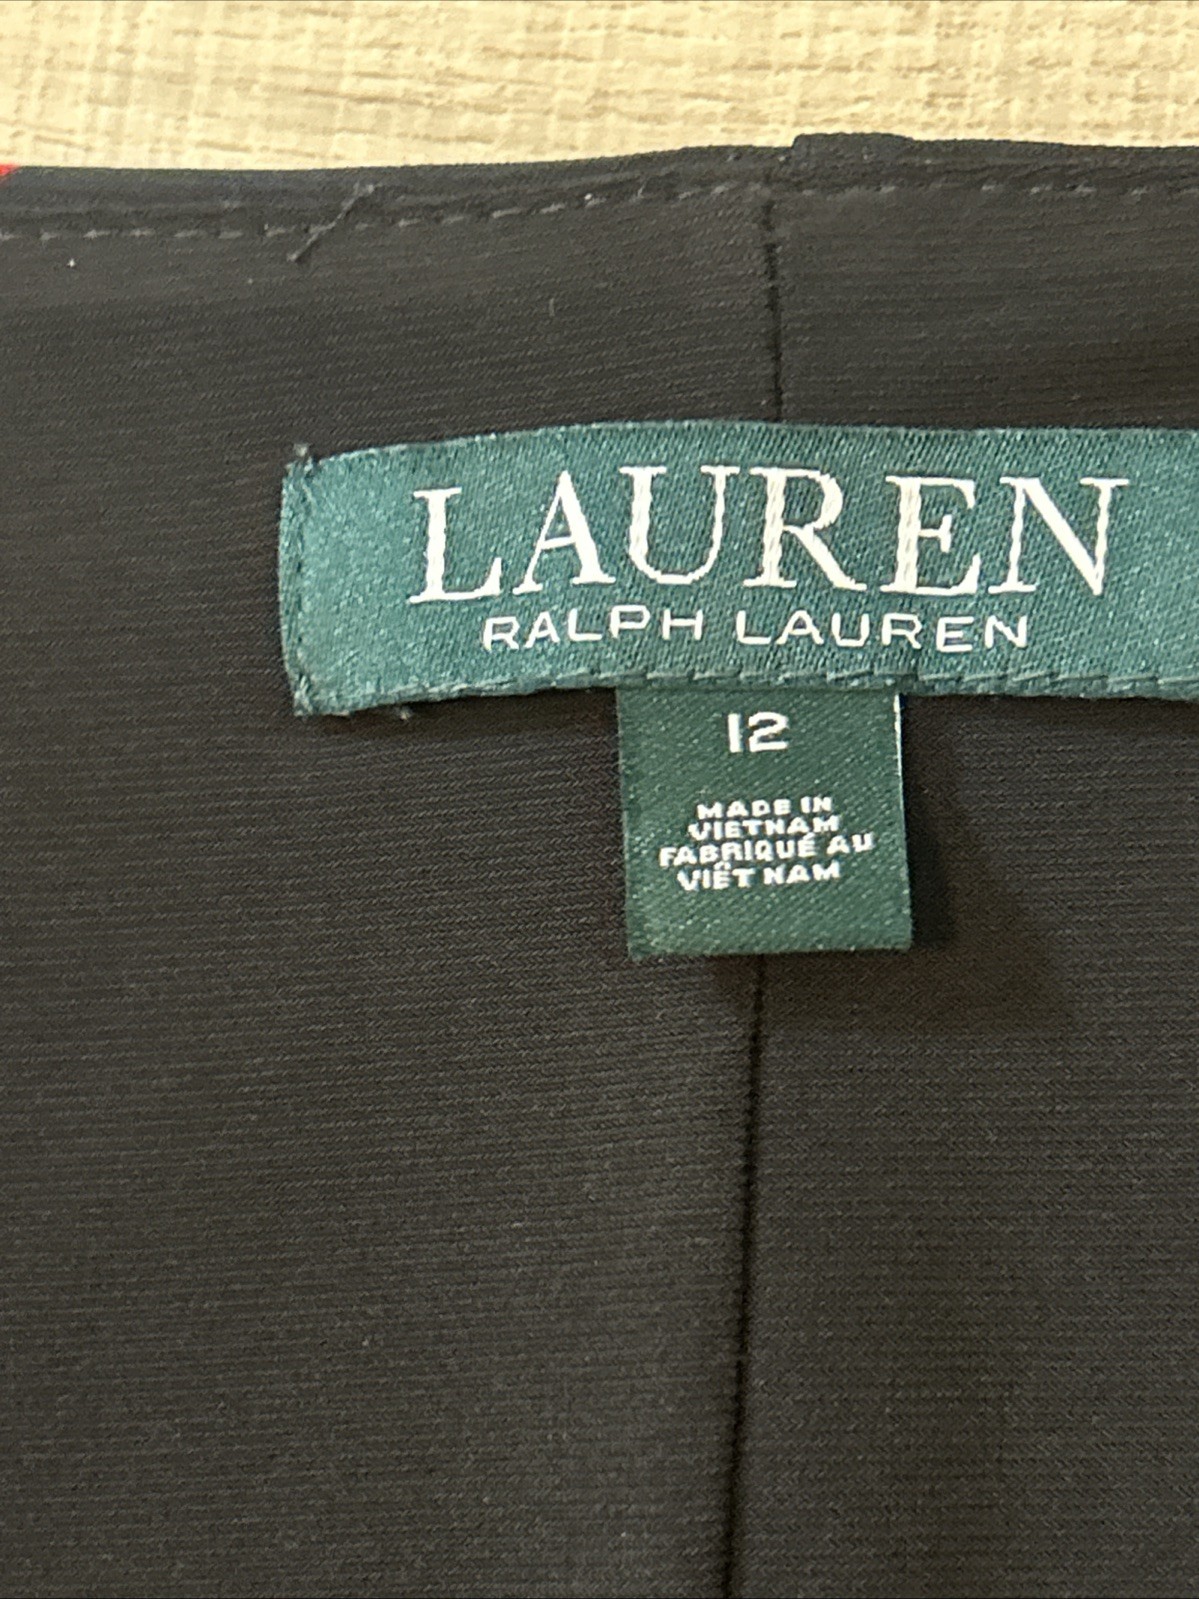 LAUREN
RALPH LAUREN
12
MADE IN
VIETNAM
FABRIQUÉ AU
VIÊT NAM